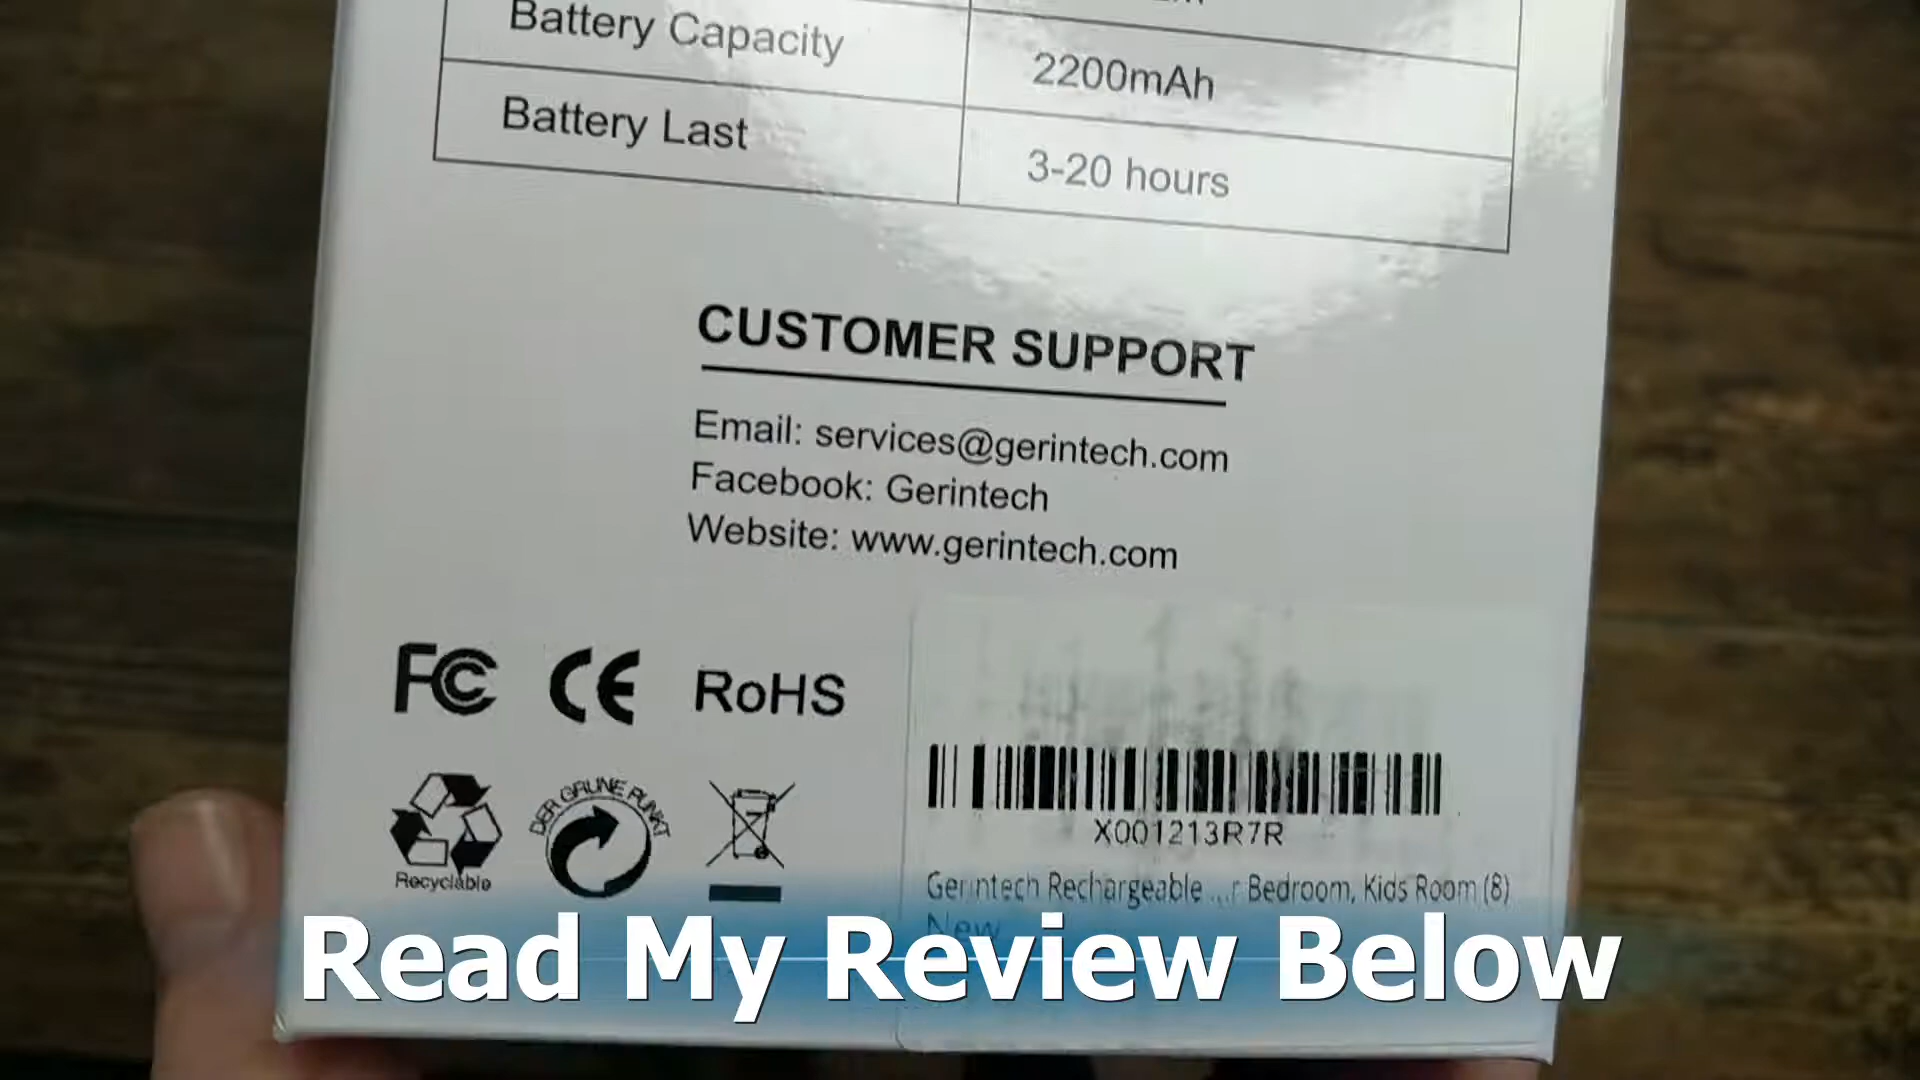 Battery Capacity 2200mAh
Battery Last 3-20 hours
CUSTOMER SUPPORT
Email: services@gerintech.com
Facebook: Gerintech
Website: www.gerintech.com
FC CE RoHS
Recyclable
DER GRÜNE PUNKT
X001213R7R
Gerintech Rechargeable ...r Bedroom, Kids Room (8)
New
Read My Review Below